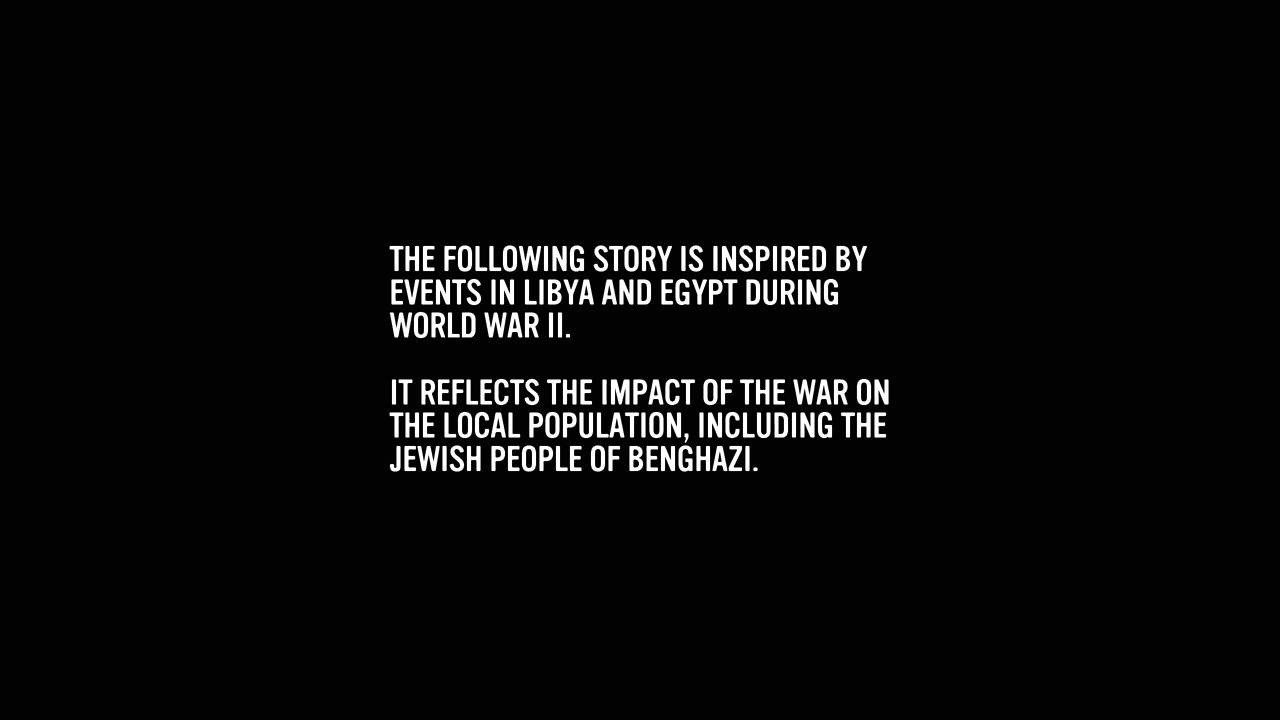 THE FOLLOWING STORY IS INSPIRED BY
EVENTS IN LIBYA AND EGYPT DURING
WORLD WAR II.
IT REFLECTS THE IMPACT OF THE WAR ON
THE LOCAL POPULATION, INCLUDING THE
JEWISH PEOPLE OF BENGHAZI.